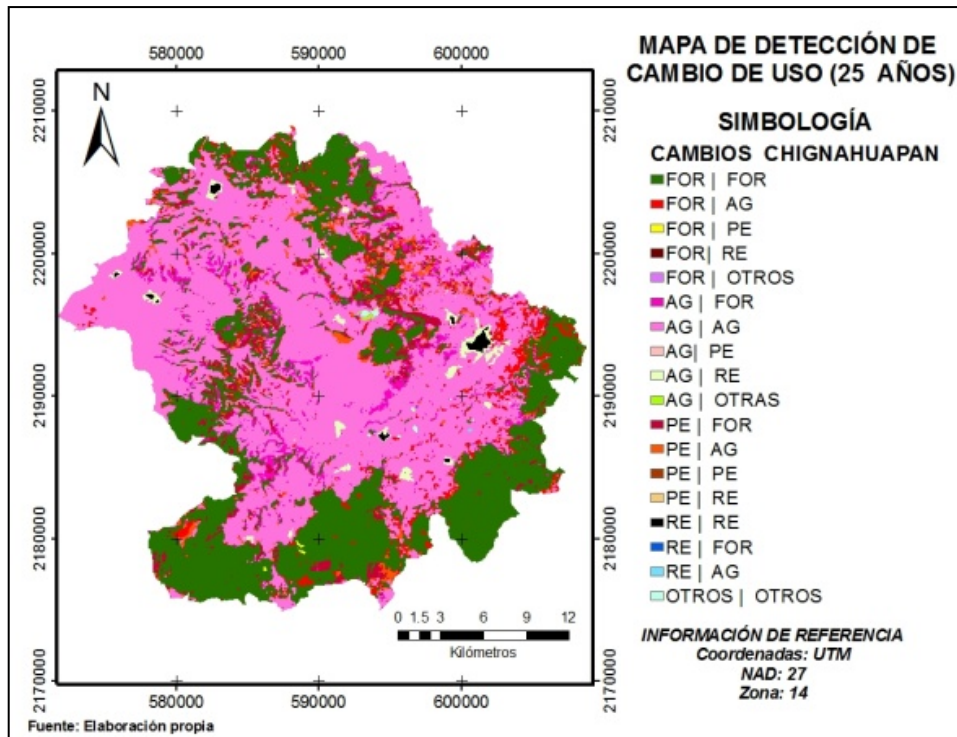 MAPA DE DETECCIÓN DE
CAMBIO DE USO (25 AÑOS)
SIMBOLOGÍA
CAMBIOS CHIGNAHUAPAN
FOR | FOR
FOR | AG
FOR | PE
FOR| RE
FOR | OTROS
AG | FOR
AG | AG
AG| PE
AG | RE
AG | OTRAS
PE | FOR
PE | AG
PE | PE
PE | RE
RE | RE
RE | FOR
RE | AG
OTROS | OTROS
INFORMACIÓN DE REFERENCIA
Coordenadas: UTM
NAD: 27
Zona: 14
580000 590000 600000
N
2210000 2210000
2200000 2200000
2190000 2190000
2180000 2180000
2170000 2170000
0 1.5 3 6 9 12
Kilómetros
580000 590000 600000
Fuente: Elaboración propia